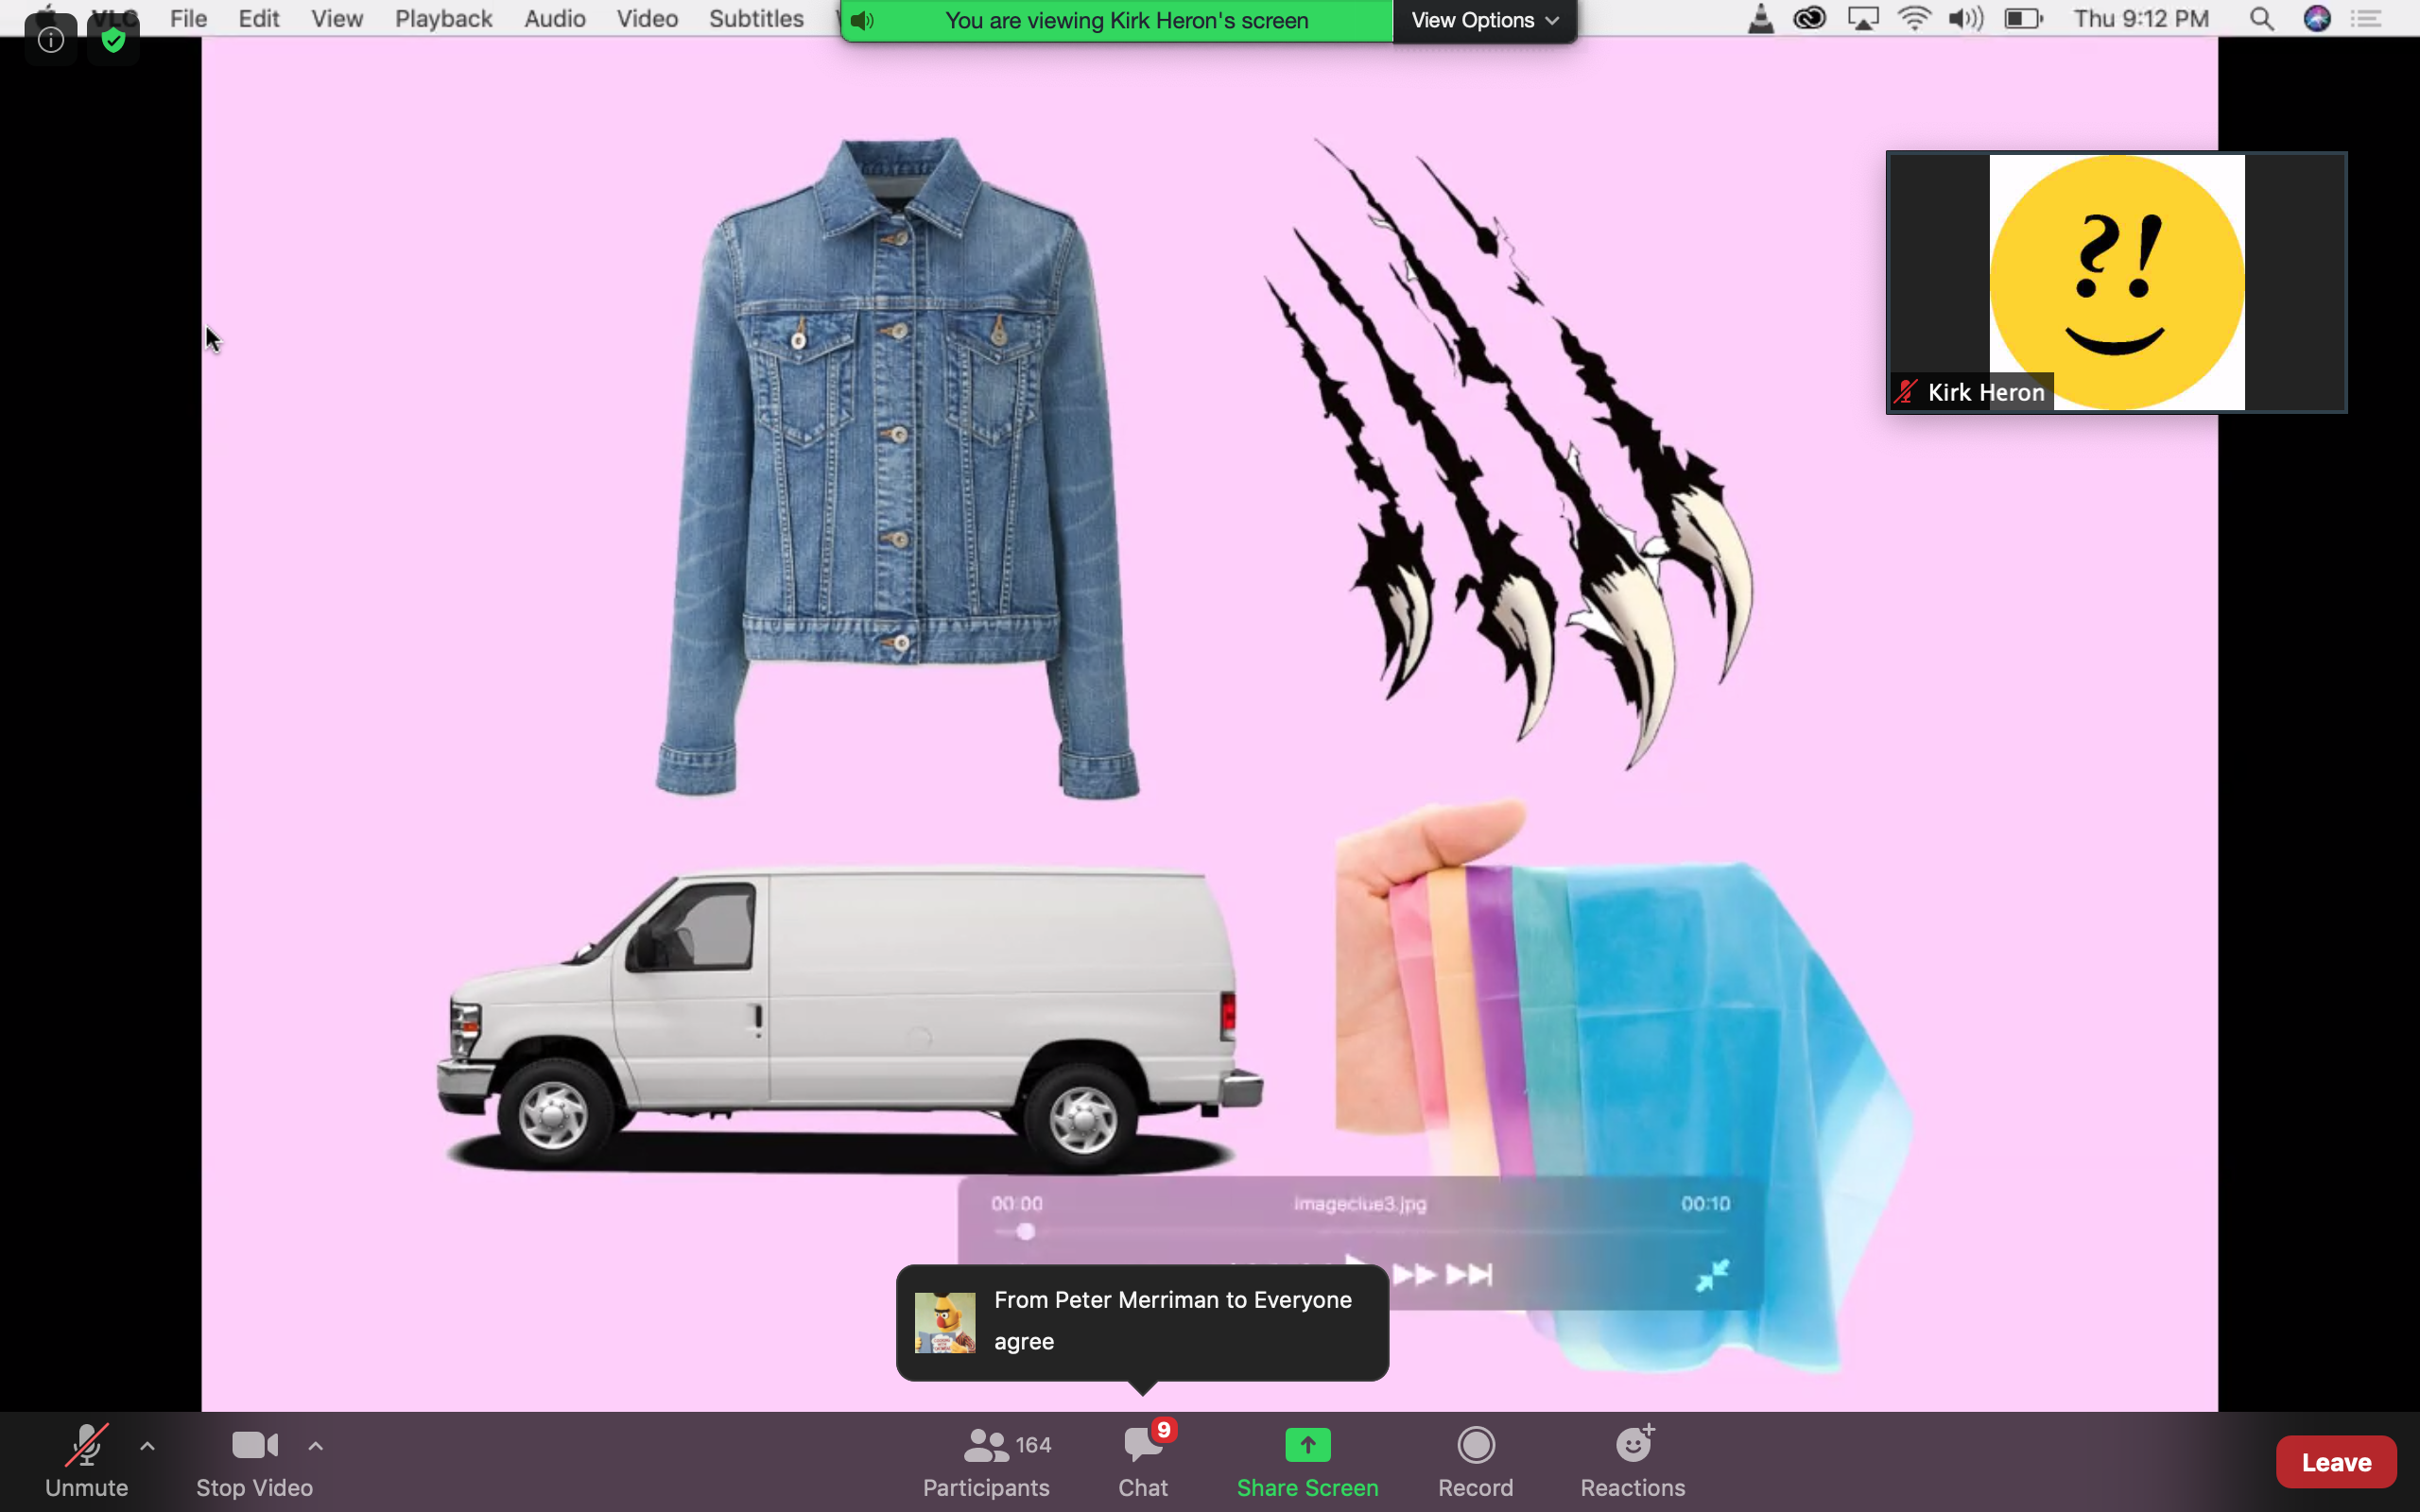 VLC File Edit View Playback Audio Video Subtitles
You are viewing Kirk Heron's screen
View Options
Thu 9:12 PM
?!
Kirk Heron
00:00 imageclue3.jpg 00:10
From Peter Merriman to Everyone
agree
164
9
Unmute
Stop Video
Participants
Chat
Share Screen
Record
Reactions
Leave